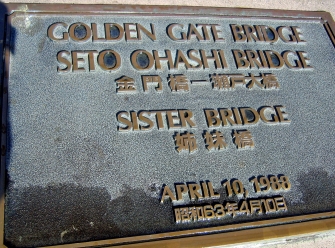 GOLDEN GATE BRIDGE
SETO OHASHI BRIDGE
金門橋一瀬戸大橋
SISTER BRIDGE
姉妹橋
APRIL 10, 1988
昭和63年4月10日